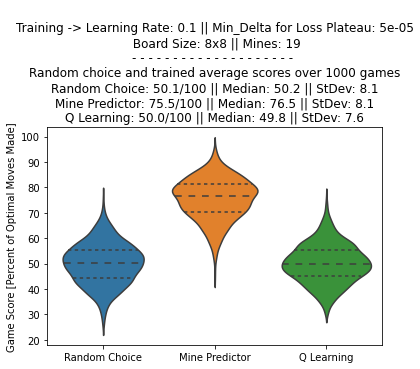 Training -> Learning Rate: 0.1 || Min_Delta for Loss Plateau: 5e-05
Board Size: 8x8 || Mines: 19
- - - - - - - - - - - - - - - - - - -
Random choice and trained average scores over 1000 games
Random Choice: 50.1/100 || Median: 50.2 || StDev: 8.1
Mine Predictor: 75.5/100 || Median: 76.5 || StDev: 8.1
Q Learning: 50.0/100 || Median: 49.8 || StDev: 7.6
Game Score [Percent of Optimal Moves Made]
100
90
80
70
60
50
40
30
20
Random Choice
Mine Predictor
Q Learning